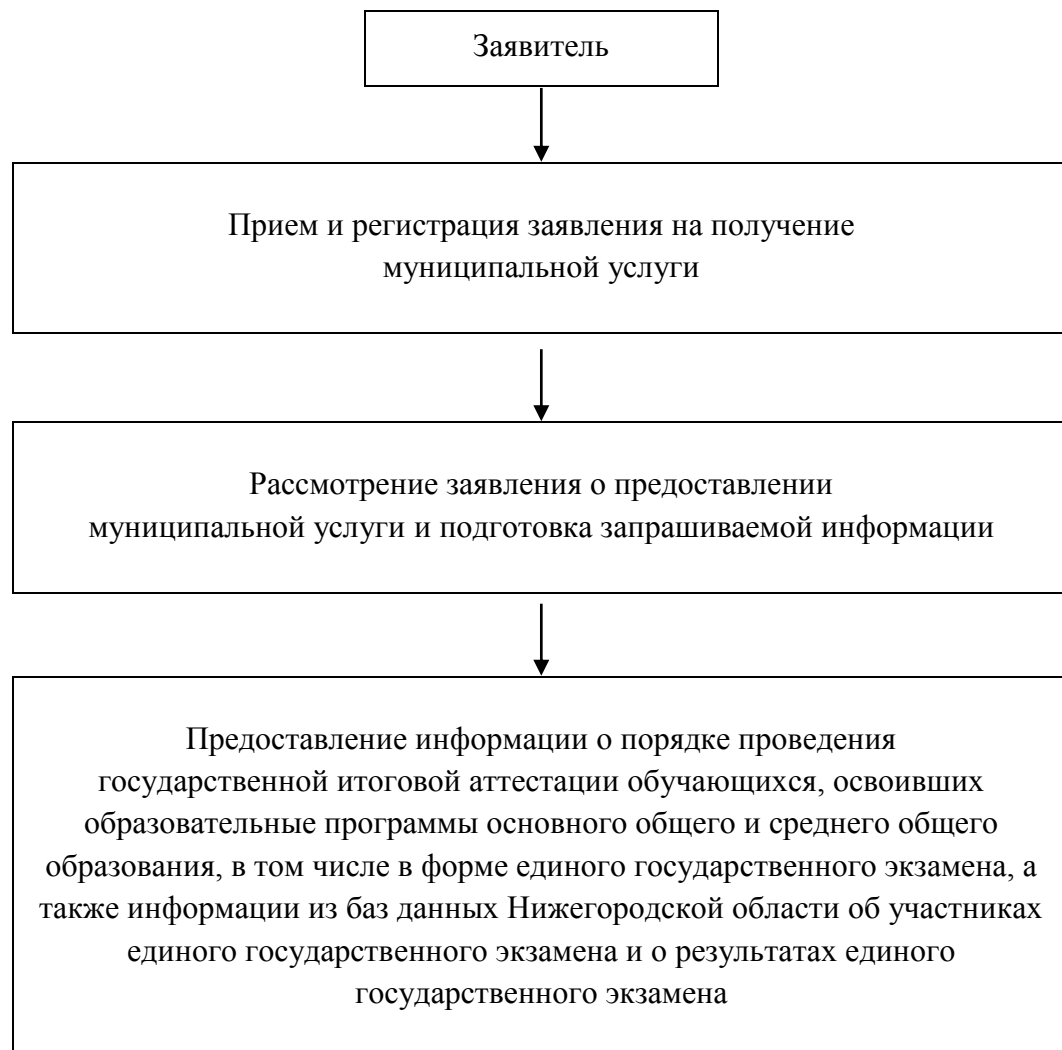 Заявитель
Прием и регистрация заявления на получение
муниципальной услуги
Рассмотрение заявления о предоставлении
муниципальной услуги и подготовка запрашиваемой информации
Предоставление информации о порядке проведения
государственной итоговой аттестации обучающихся, освоивших
образовательные программы основного общего и среднего общего
образования, в том числе в форме единого государственного экзамена, а
также информации из баз данных Нижегородской области об участниках
единого государственного экзамена и о результатах единого
государственного экзамена